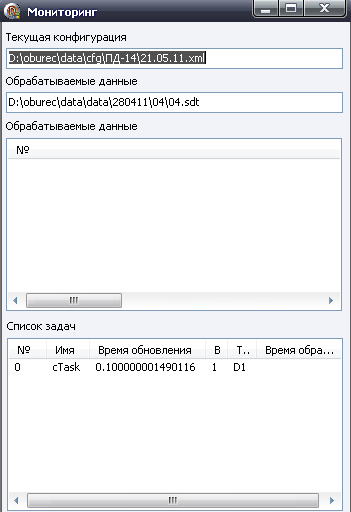 Мониторинг
Текущая конфигурация
D:\oburec\data\cfg\ПД-14\21.05.11.xml
Обрабатываемые данные
D:\oburec\data\data\280411\04\04.sdt
Обрабатываемые данные
№
Список задач
№ Имя Время обновления В Т.. Время обра...
0 cTask 0.100000001490116 1 D1